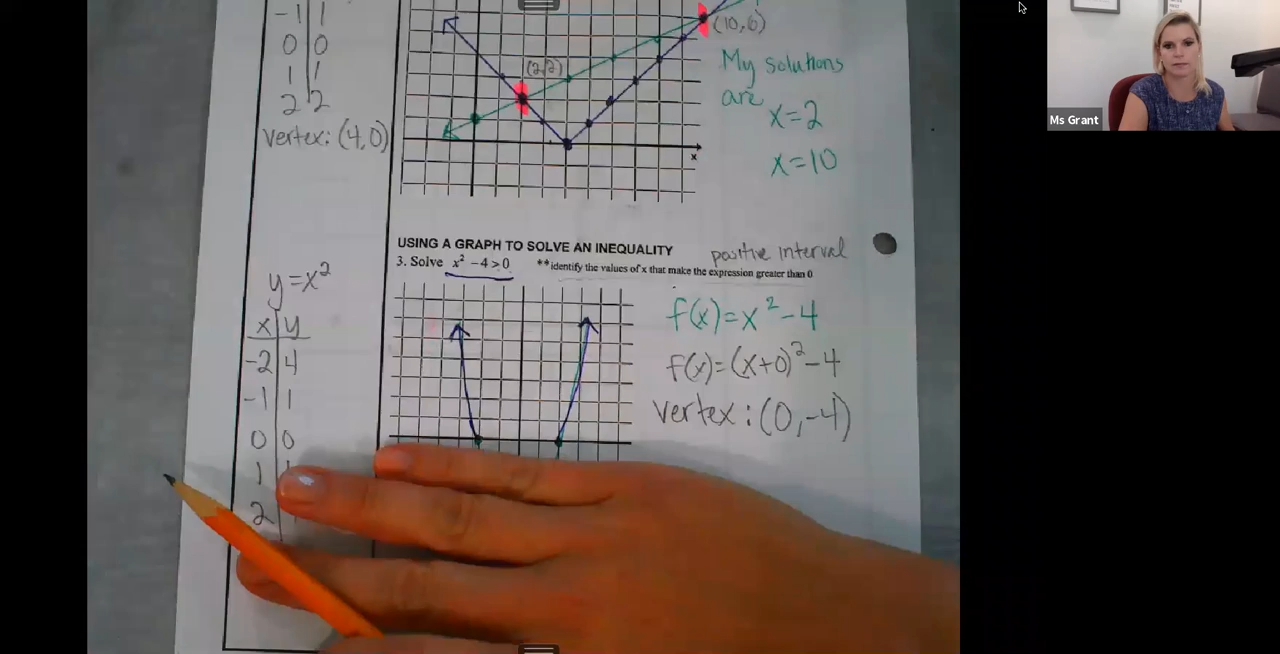 -1 1
0 0
1 1
2 2
vertex: (4,0)
(2,2)
(10,6)
My solutions
are
x=2
x=10
x
USING A GRAPH TO SOLVE AN INEQUALITY
positive interval
3. Solve x² -4>0 **identify the values of x that make the expression greater than 0
y=x²
x y
-2 4
-1 1
0 0
1
2
f(x)=x²-4
f(x)=(x+0)²-4
vertex: (0,-4)
Ms Grant